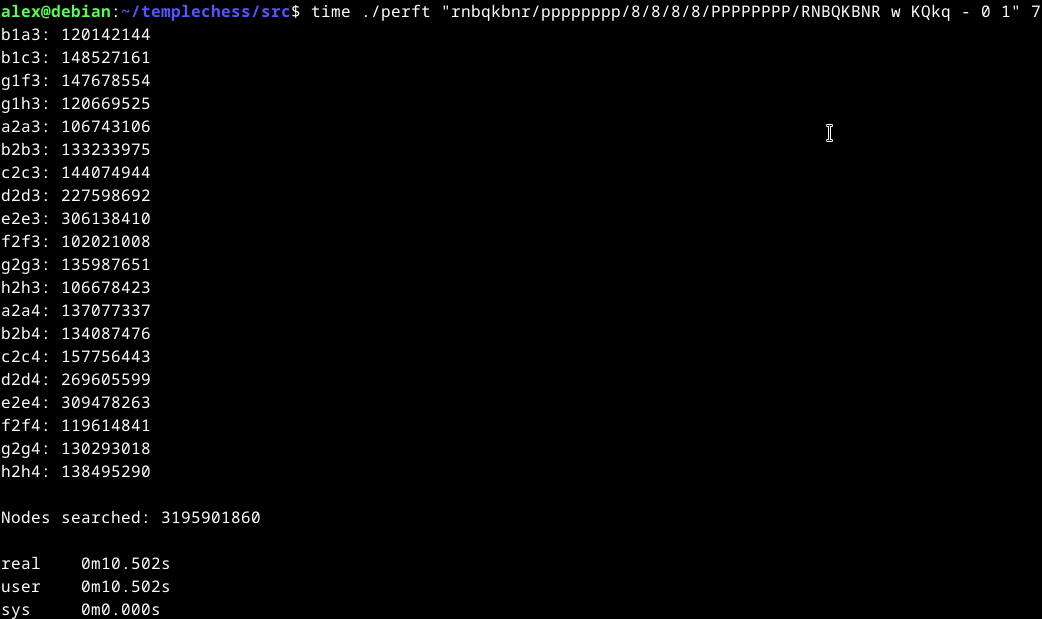 alex@debian:~/templechess/src$ time ./perft "rnbqkbnr/pppppppp/8/8/8/8/PPPPPPPP/RNBQKBNR w KQkq - 0 1" 7
b1a3: 120142144
b1c3: 148527161
g1f3: 147678554
g1h3: 120669525
a2a3: 106743106
b2b3: 133233975
c2c3: 144074944
d2d3: 227598692
e2e3: 306138410
f2f3: 102021008
g2g3: 135987651
h2h3: 106678423
a2a4: 137077337
b2b4: 134087476
c2c4: 157756443
d2d4: 269605599
e2e4: 309478263
f2f4: 119614841
g2g4: 130293018
h2h4: 138495290
Nodes searched: 3195901860
real 0m10.502s
user 0m10.502s
sys 0m0.000s